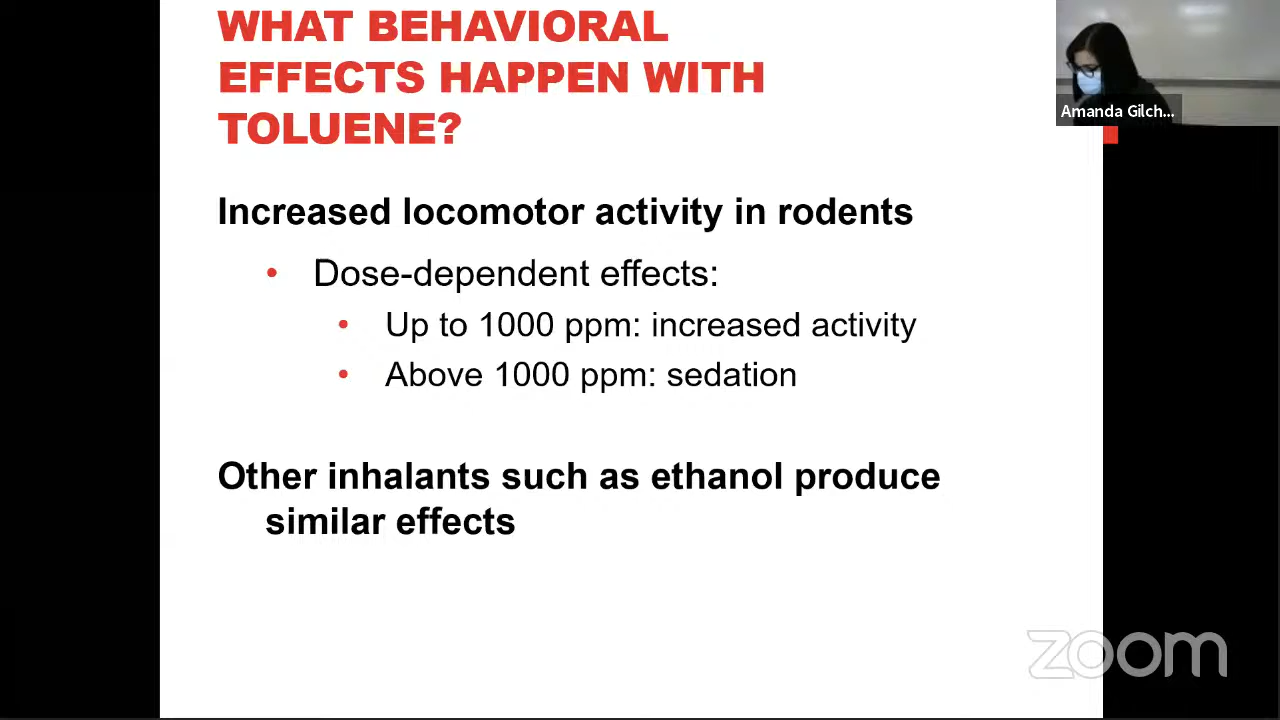 WHAT BEHAVIORAL
EFFECTS HAPPEN WITH
TOLUENE?
Amanda Gilch...
Increased locomotor activity in rodents
• Dose-dependent effects:
• Up to 1000 ppm: increased activity
• Above 1000 ppm: sedation
Other inhalants such as ethanol produce
similar effects
zoom